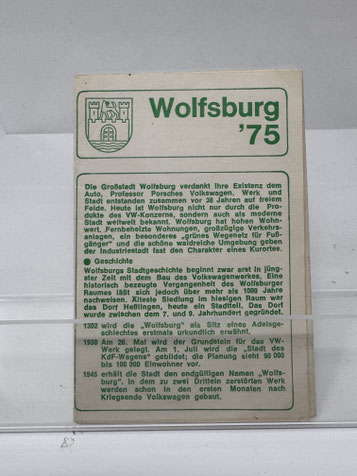 Wolfsburg
'75
Die Großstadt Wolfsburg verdankt ihre Existenz dem
Auto, Professor Porsches Volkswagen. Werk und
Stadt entstanden zusammen vor 38 Jahren auf freiem
Felde. Heute ist Wolfsburg nicht nur durch die Pro-
dukte des VW-Konzerns, sondern auch als moderne
Stadt weltweit bekannt. Wolfsburg hat hohen Wohn-
wert. Fernbeheizte Wohnungen, großzügige Verkehrs-
anlagen, ein besonderes „grünes Wegenetz für Fuß-
gänger" und die schöne waldreiche Umgebung geben
der Industriestadt fast den Charakter eines Kurortes.
● Geschichte
Wolfsburgs Stadtgeschichte beginnt zwar erst in jüng-
ster Zeit mit dem Bau des Volkswagenwerkes. Eine
historisch bezeugte Vergangenheit des Wolfsburger
Raumes läßt sich jedoch über mehr als 1000 Jahre
nachweisen. Älteste Siedlung im hiesigen Raum war
das Dorf Heßlingen, heute ein Stadtteil. Das Dorf
wurde zwischen dem 7. und 9. Jahrhundert gegründet.
1302 wird die „Wolfsburg" als Sitz eines Adelsge-
schlechtes erstmals urkundlich erwähnt.
1938 Am 26. Mai wird der Grundstein für das VW-
Werk gelegt. Am 1. Juli wird die „Stadt des
KdF-Wagens" gebildet; die Planung sieht 90 000
bis 100 000 Einwohner vor.
1945 erhält die Stadt den endgültigen Namen „Wolfs-
burg". In dem zu zwei Dritteln zerstörten Werk
werden schon in den ersten Monaten nach
Kriegsende Volkswagen gebaut.